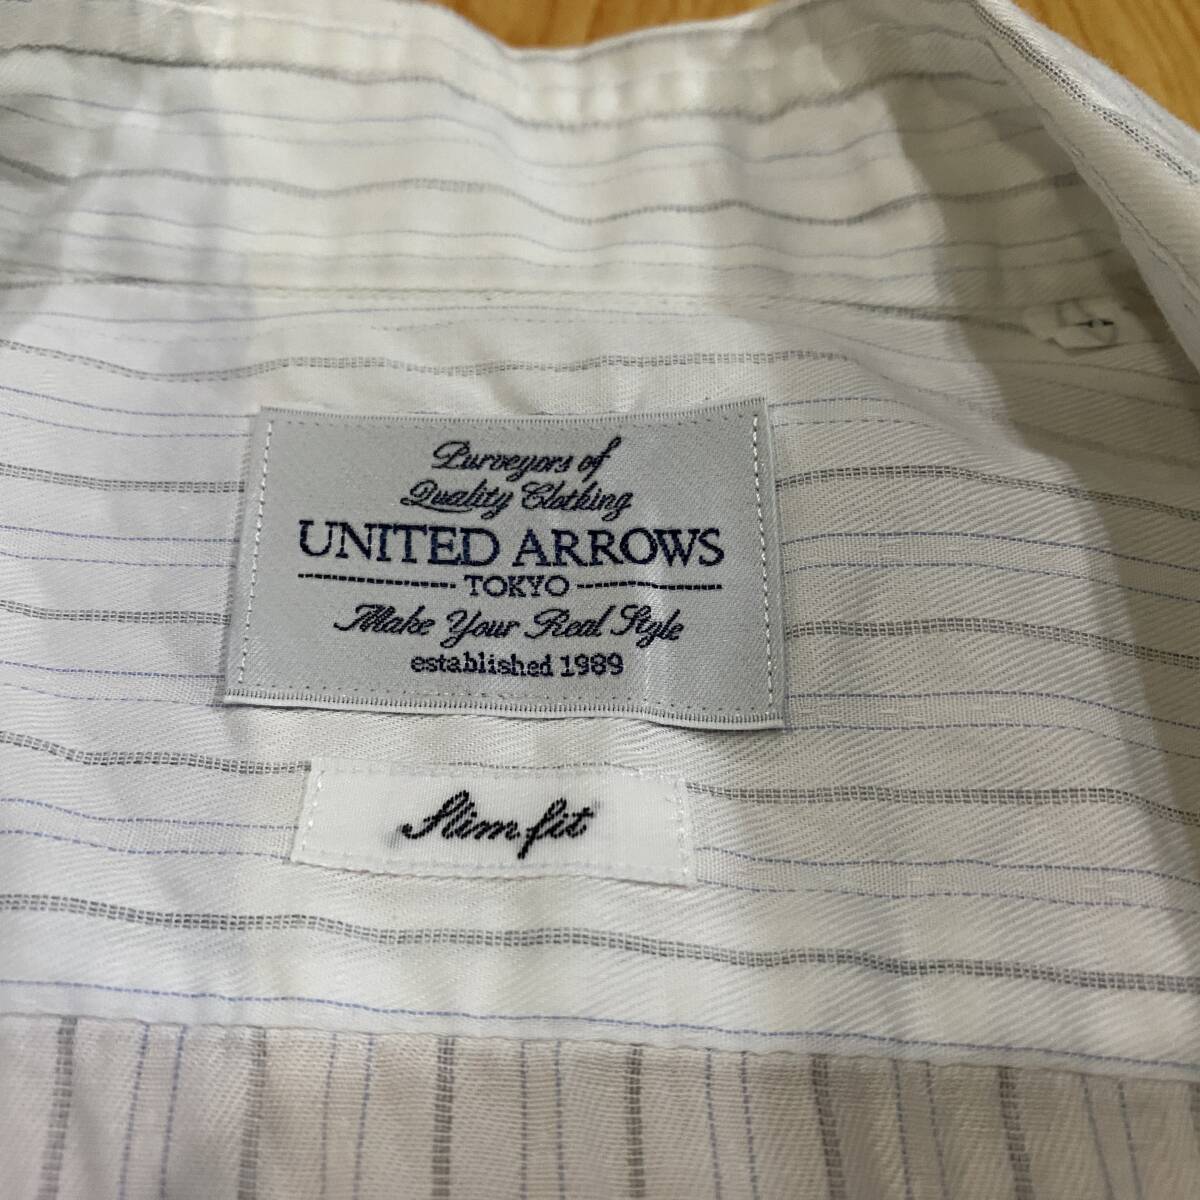 Purveyors of
Quality Clothing
UNITED ARROWS
TOKYO
Make Your Real Style
established 1989
Slim fit